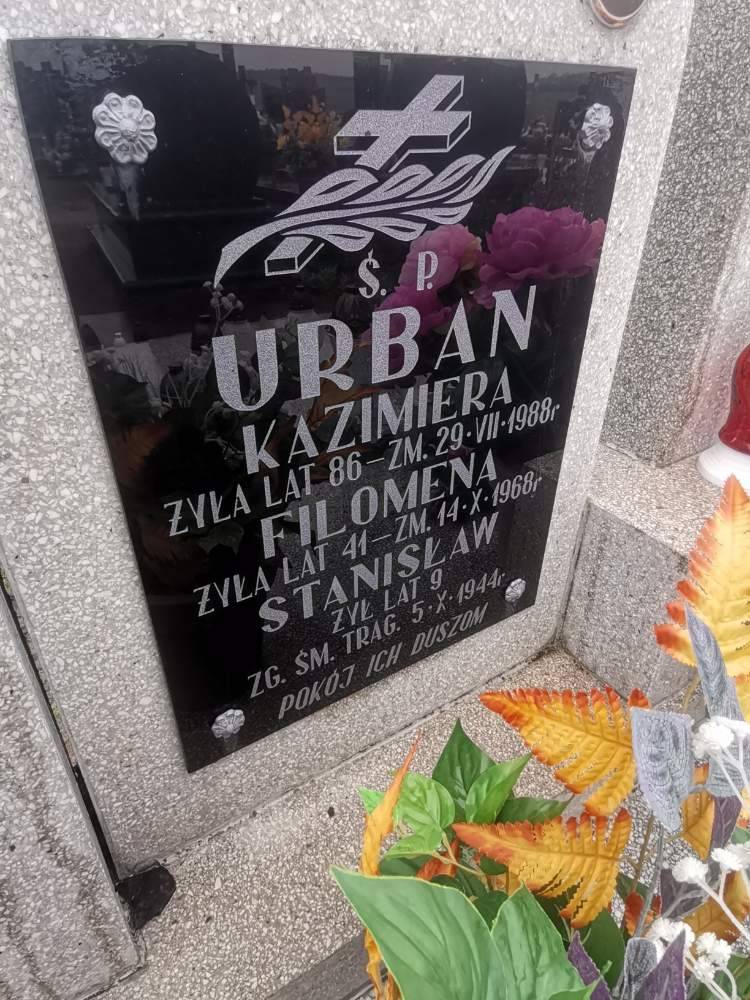 Ś. P.
URBAN
KAZIMIERA
ŻYŁA LAT 86 – ZM. 29·VII·1988r
FILOMENA
ŻYŁA LAT 41 – ZM. 14·X·1968r.
STANISŁAW
ŻYŁ LAT 9
ZG. ŚM. TRAG. 5·X·1944r.
POKÓJ ICH DUSZOM